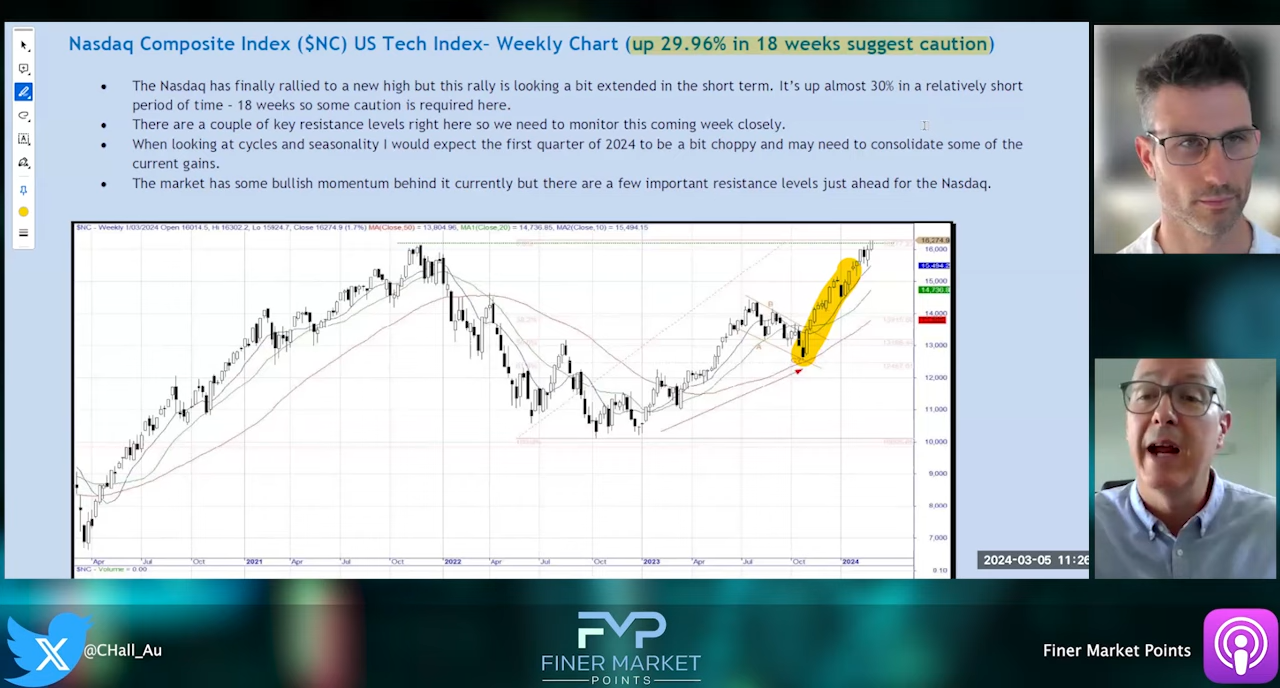 Nasdaq Composite Index ($NC) US Tech Index– Weekly Chart (up 29.96% in 18 weeks suggest caution)
• The Nasdaq has finally rallied to a new high but this rally is looking a bit extended in the short term. It’s up almost 30% in a relatively short
period of time – 18 weeks so some caution is required here.
• There are a couple of key resistance levels right here so we need to monitor this coming week closely.
• When looking at cycles and seasonality I would expect the first quarter of 2024 to be a bit choppy and may need to consolidate some of the
current gains.
• The market has some bullish momentum behind it currently but there are a few important resistance levels just ahead for the Nasdaq.
$NC - Weekly 1/03/2024 Open 16014.5, Hi 16302.2, Lo 15924.7, Close 16274.9 (1.7%) MA(Close,50) = 13,804.96, MA1(Close,20) = 14,736.85, MA2(Close,10) = 15,494.15
16,274.9
16,000
15,494.2
15,000
14,736.8
14,000
13,000
12,000
11,000
10,000
9,000
8,000
7,000
B
A
Apr Jul Oct 2021 Apr Jul Oct 2022 Apr Jul Oct 2023 Apr Jul Oct 2024
$NC - Volume = 0.00
0.10
2024-03-05 11:26
X
@CHall_Au
FMP
FINER MARKET
POINTS
Finer Market Points